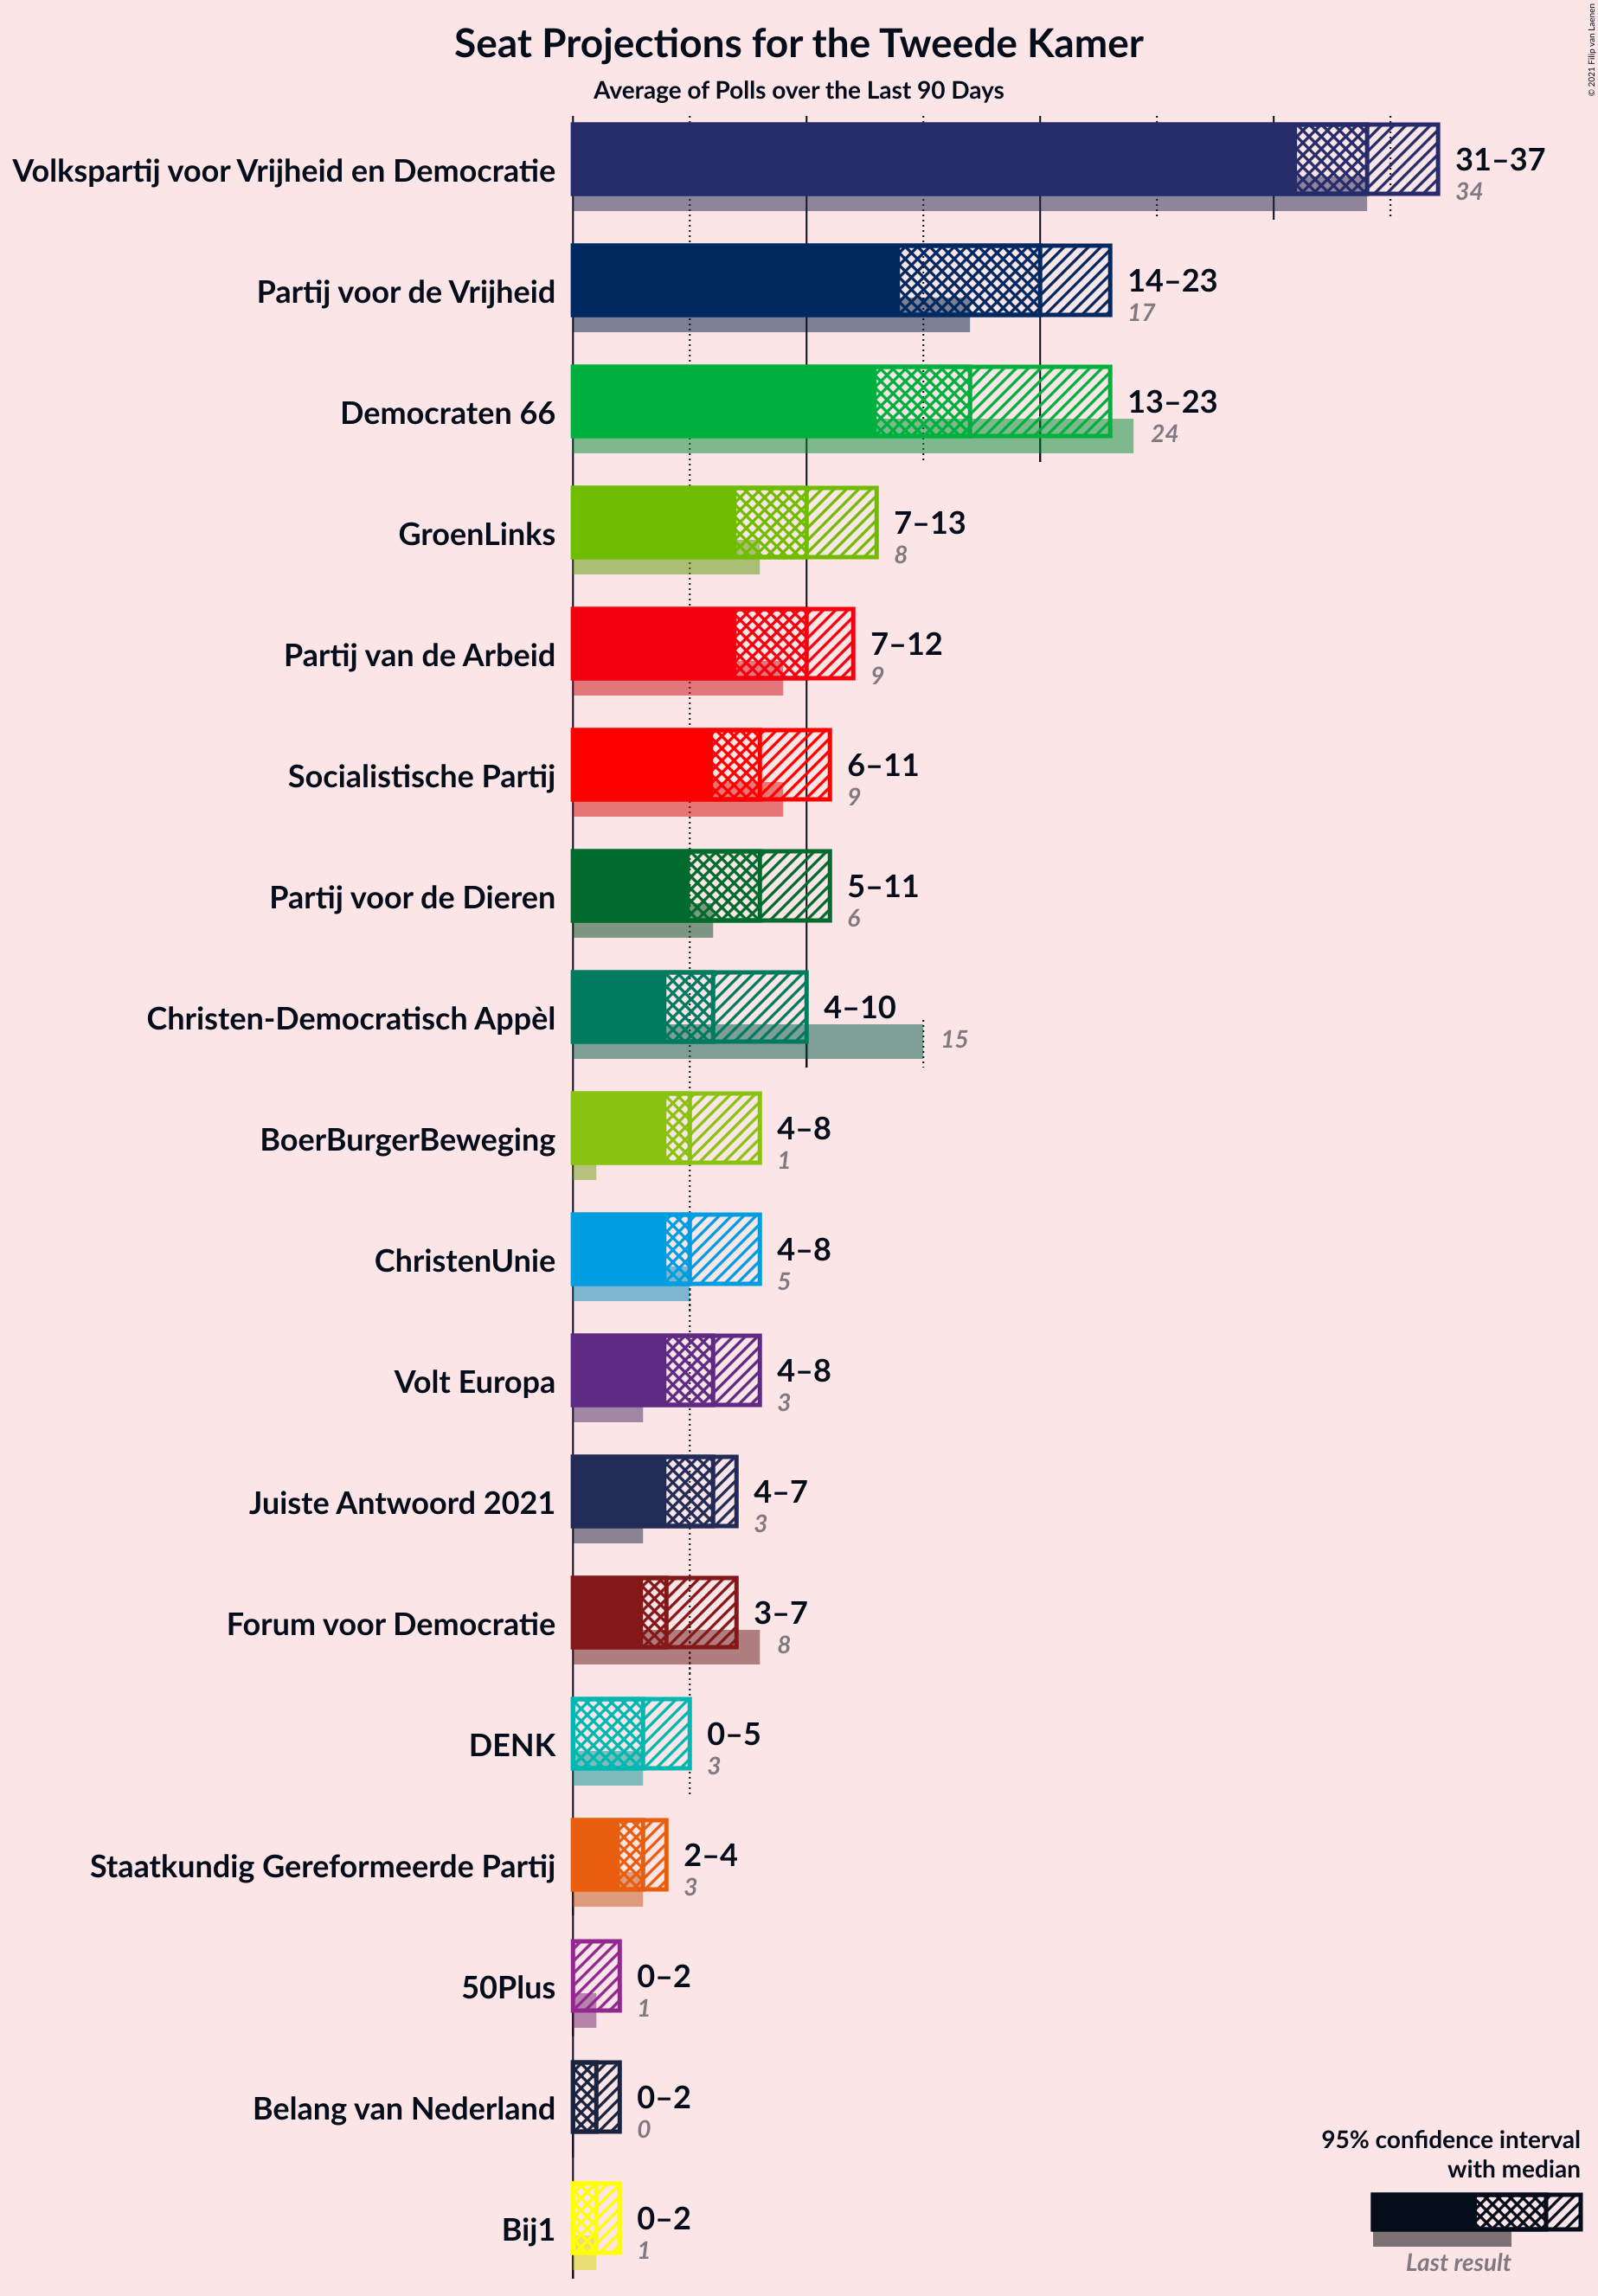 Seat Projections for the Tweede Kamer
Average of Polls over the Last 90 Days
© 2021 Filip van Laenen
Volkspartij voor Vrijheid en Democratie
31–37
34
Partij voor de Vrijheid
14–23
17
Democraten 66
13–23
24
GroenLinks
7–13
8
Partij van de Arbeid
7–12
9
Socialistische Partij
6–11
9
Partij voor de Dieren
5–11
6
Christen-Democratisch Appèl
4–10
15
BoerBurgerBeweging
4–8
1
ChristenUnie
4–8
5
Volt Europa
4–8
3
Juiste Antwoord 2021
4–7
3
Forum voor Democratie
3–7
8
DENK
0–5
3
Staatkundig Gereformeerde Partij
2–4
3
50Plus
0–2
1
Belang van Nederland
0–2
0
Bij1
0–2
1
95% confidence interval
with median
Last result